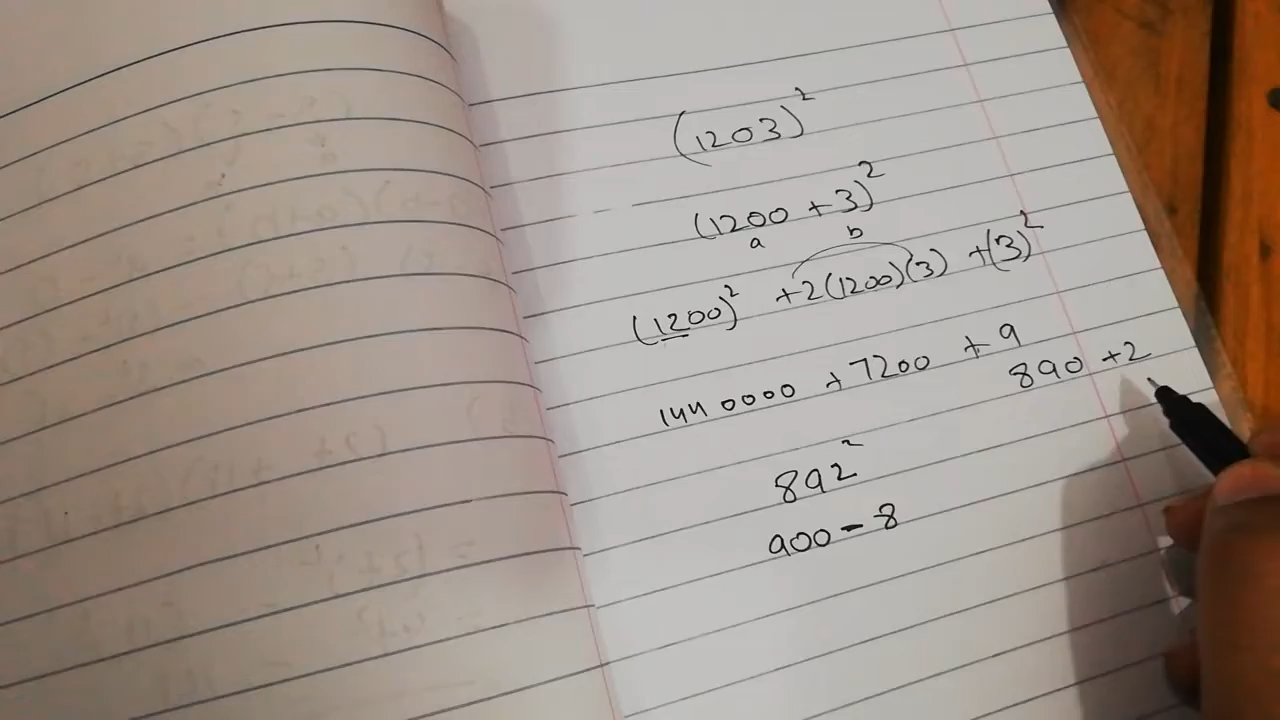 (1203)²
(1200 + 3)²
a b
(1200)² + 2(1200)(3) + (3)²
1440000 + 7200 + 9
890 + 2
892²
900 - 8